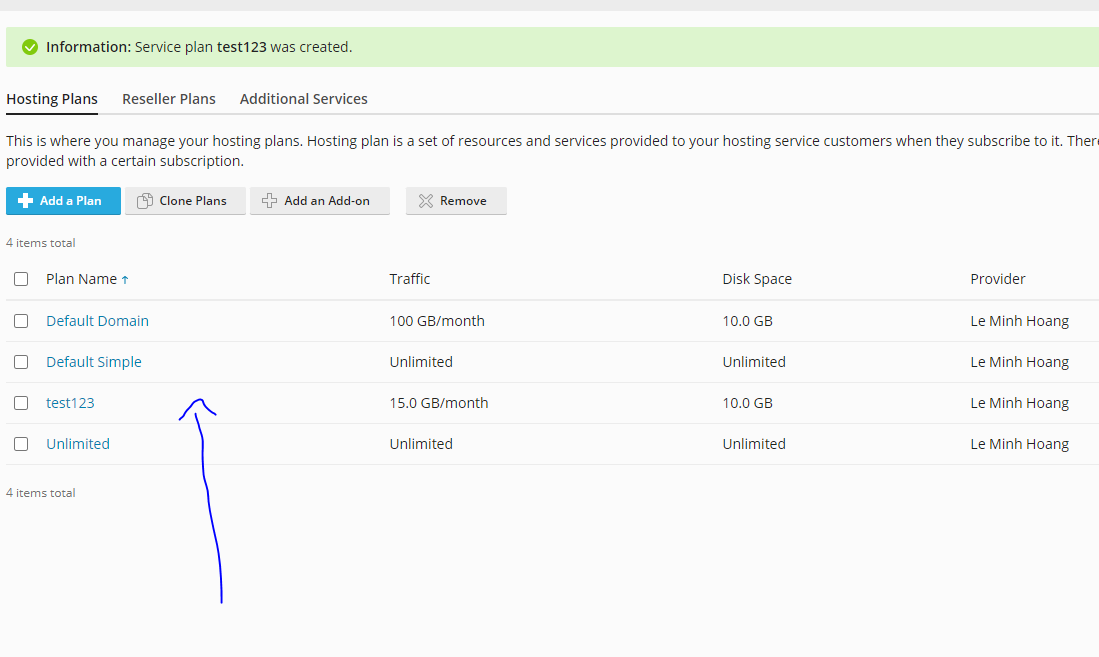 Information: Service plan test123 was created.
Hosting Plans Reseller Plans Additional Services
This is where you manage your hosting plans. Hosting plan is a set of resources and services provided to your hosting service customers when they subscribe to it. There
provided with a certain subscription.
Add a Plan Clone Plans Add an Add-on Remove
4 items total
Plan Name ↑ Traffic Disk Space Provider
Default Domain 100 GB/month 10.0 GB Le Minh Hoang
Default Simple Unlimited Unlimited Le Minh Hoang
test123 15.0 GB/month 10.0 GB Le Minh Hoang
Unlimited Unlimited Unlimited Le Minh Hoang
4 items total